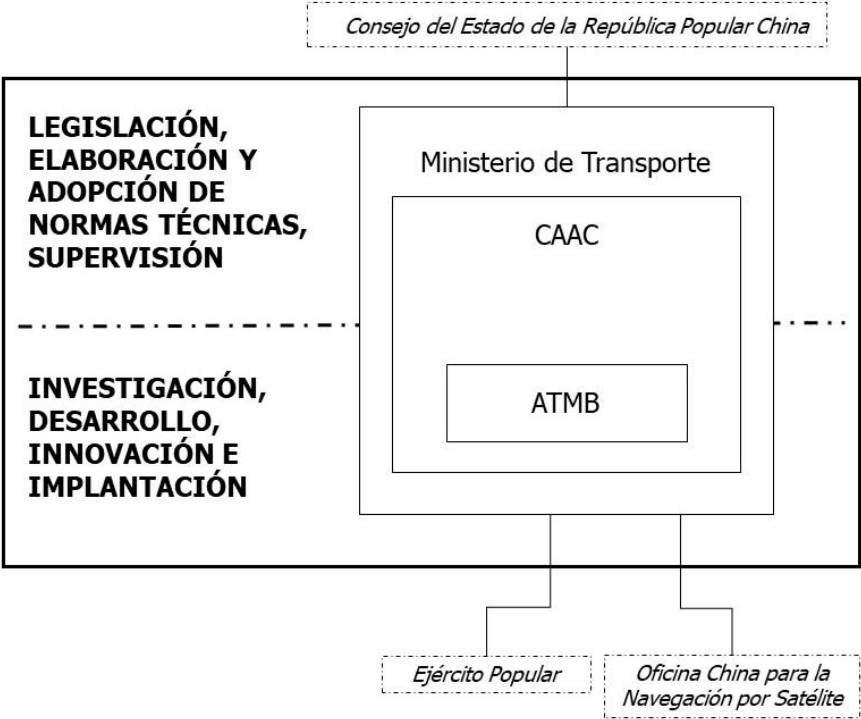 Consejo del Estado de la República Popular China
LEGISLACIÓN,
ELABORACIÓN Y
ADOPCIÓN DE
NORMAS TÉCNICAS,
SUPERVISIÓN
Ministerio de Transporte
CAAC
INVESTIGACIÓN,
DESARROLLO,
INNOVACIÓN E
IMPLANTACIÓN
ATMB
Ejército Popular
Oficina China para la
Navegación por Satélite